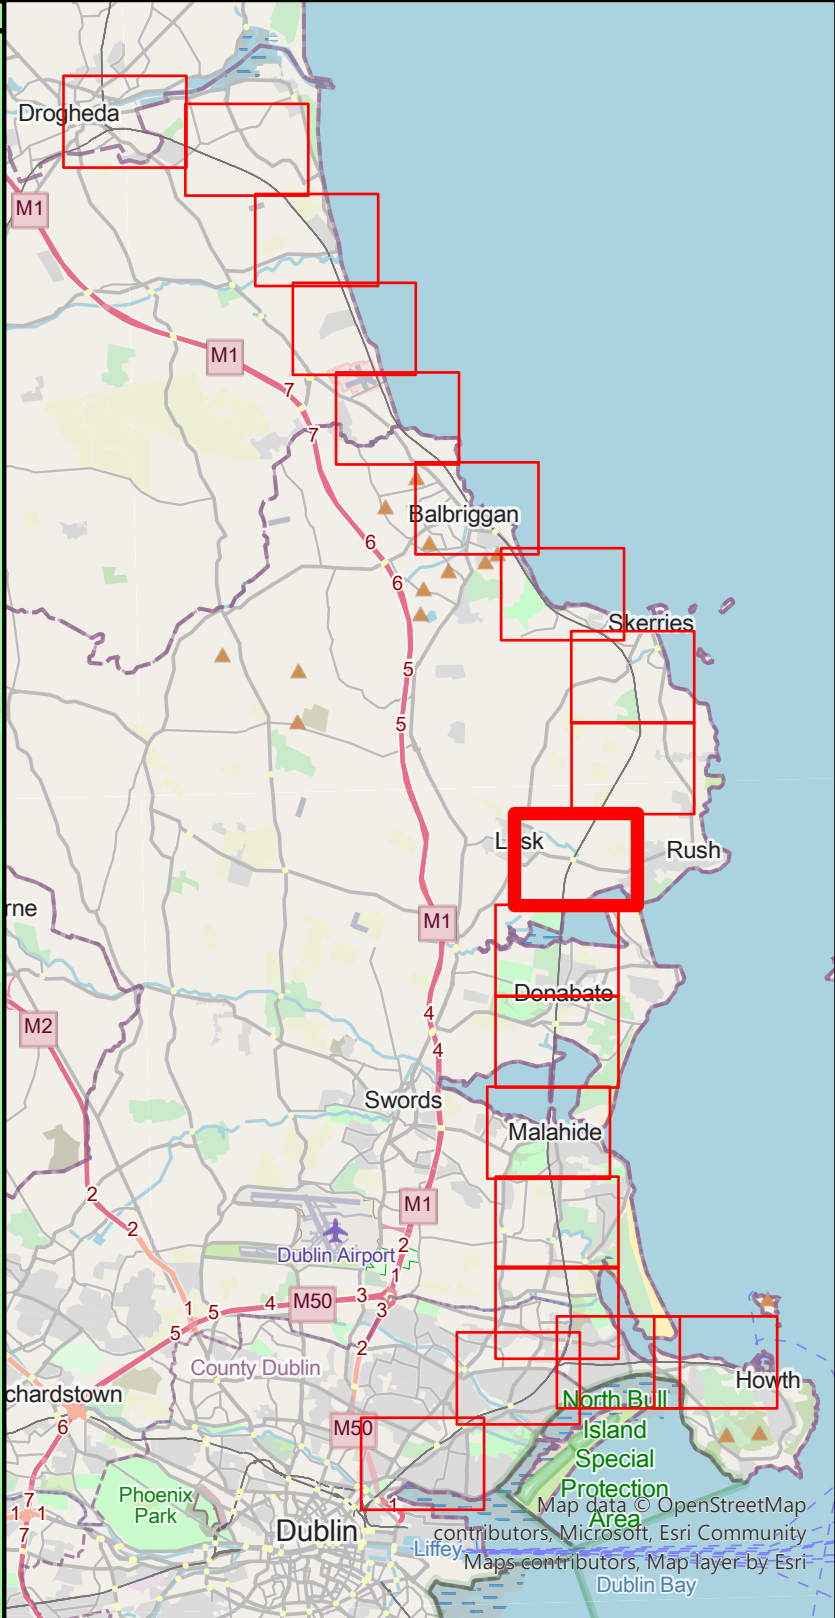 Drogheda
M1
M1
7
7
Balbriggan
6
6
Skerries
5
5
Rush
M1
rne
Donabate
M2
4
4
Swords
Malahide
2
M1
2
Dublin Airport
2
1
M50
3
4
3
1
5
5
2
County Dublin
chardstown
Howth
6
M50
North Bull
Island
Special
Protection
Area
7
1
1
7
Phoenix
Park
1
Dublin
Liffey
Map data © OpenStreetMap
contributors, Microsoft, Esri Community
Maps contributors, Map layer by Esri
Dublin Bay